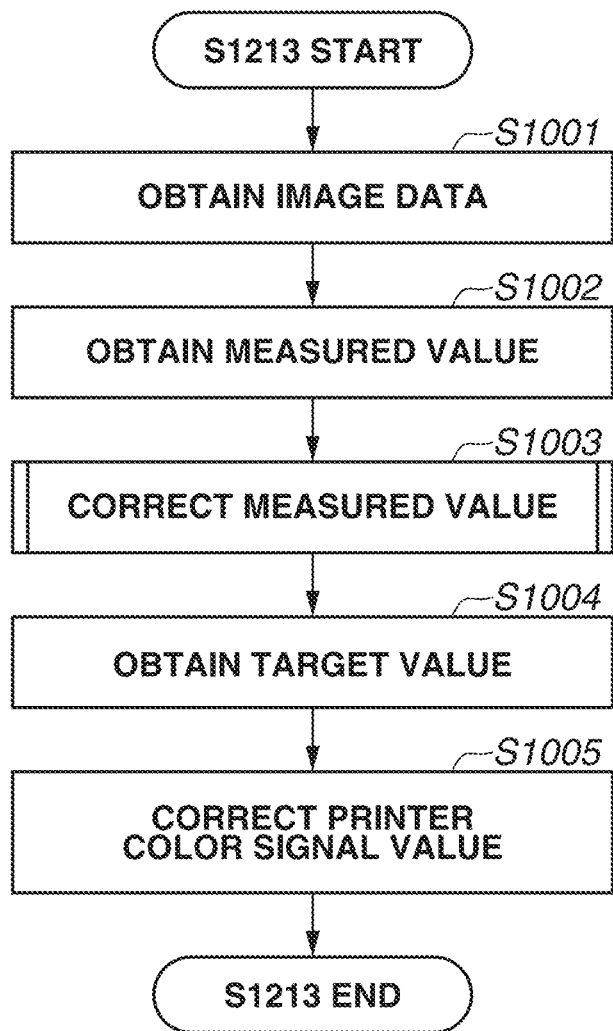 S1213 START
S1001
OBTAIN IMAGE DATA
S1002
OBTAIN MEASURED VALUE
S1003
CORRECT MEASURED VALUE
S1004
OBTAIN TARGET VALUE
S1005
CORRECT PRINTER
COLOR SIGNAL VALUE
S1213 END